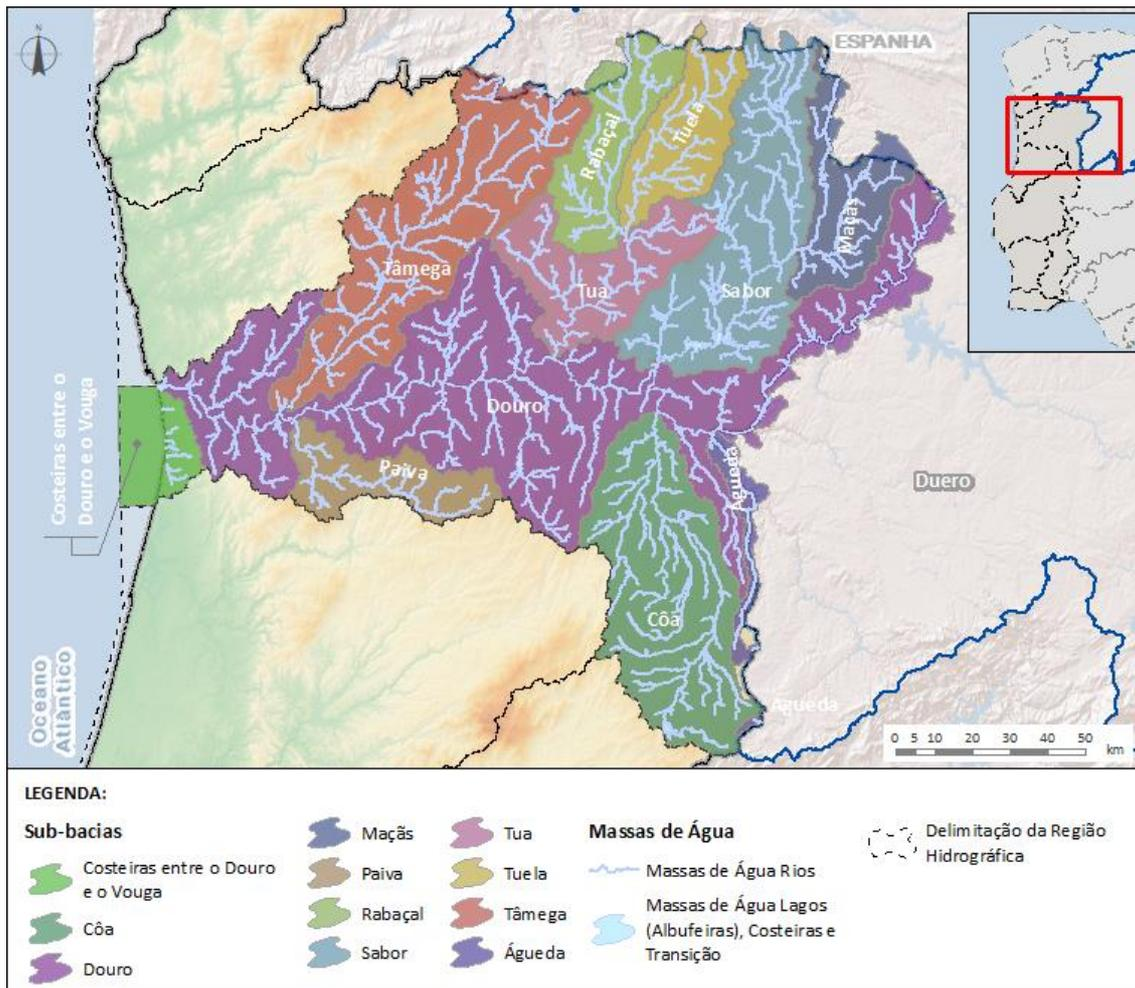 ESPANHA
Rabaçal
Tuela
Maçãs
Tâmega
Tua
Sabor
Costeiras entre o
Douro e o Vouga
Douro
Paiva
Águeda
Duero
Côa
Oceano
Atlântico
Águeda
0 5 10 20 30 40 50
km
LEGENDA:
Sub-bacias
Costeiras entre o Douro
e o Vouga
Côa
Douro
Maçãs
Paiva
Rabaçal
Sabor
Tua
Tuela
Tâmega
Águeda
Massas de Água
Massas de Água Rios
Massas de Água Lagos
(Albufeiras), Costeiras e
Transição
Delimitação da Região
Hidrográfica